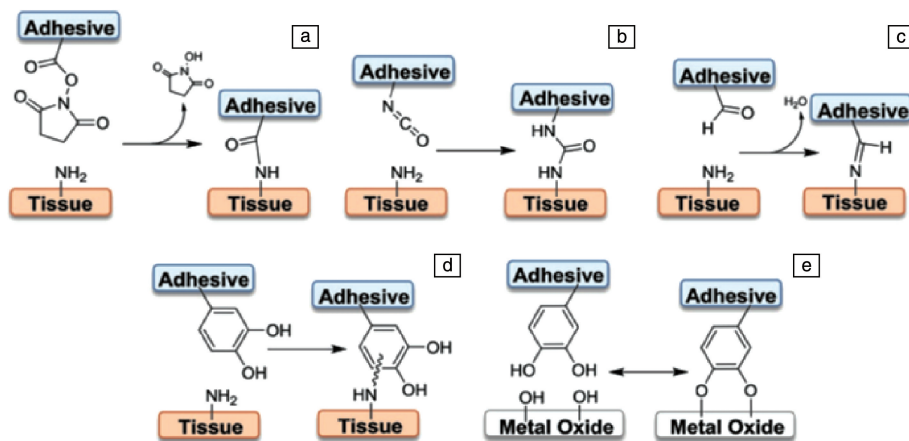 Adhesive
O
O
N
O
O
NH2
Tissue
OH
N
O
O
a
Adhesive
O
NH
Tissue
Adhesive
N
C
O
NH2
Tissue
b
Adhesive
HN
O
HN
Tissue
Adhesive
O
H
NH2
Tissue
H2O
c
Adhesive
H
N
Tissue
Adhesive
OH
OH
NH2
Tissue
d
Adhesive
OH
OH
HN
Tissue
Adhesive
HO
OH
OH
OH
Metal Oxide
e
Adhesive
O
O
Metal Oxide